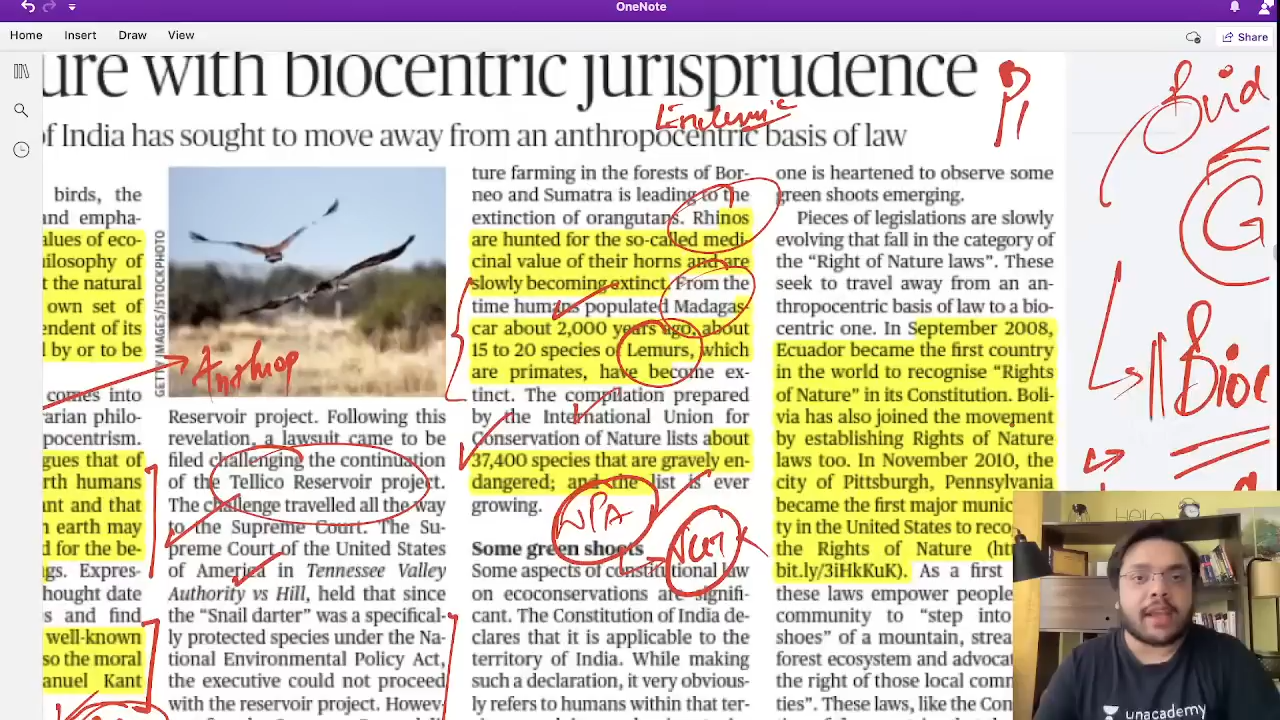 OneNote
Home Insert Draw View Share
ure with biocentric jurisprudence
Endemic
of India has sought to move away from an anthropocentric basis of law
birds, the
and empha-
alues of eco-
ilosophy of
t the natural
own set of
endent of its
l by or to be
comes into
arian philo-
pocentrism.
gues that of
rth humans
ant and that
earth may
d for the be-
gs. Expres-
hought date
s and find
well-known
so the moral
anuel Kant
GETTY IMAGES/ISTOCKPHOTO
Anthrop
Reservoir project. Following this
revelation, a lawsuit came to be
filed challenging the continuation
of the Tellico Reservoir project.
The challenge travelled all the way
to the Supreme Court. The Su-
preme Court of the United States
of America in Tennessee Valley
Authority vs Hill, held that since
the “Snail darter” was a specifical-
ly protected species under the Na-
tional Environmental Policy Act,
the executive could not proceed
with the reservoir project. Howev-
ture farming in the forests of Bor-
neo and Sumatra is leading to the
extinction of orangutans. Rhinos
are hunted for the so-called medi-
cinal value of their horns and are
slowly becoming extinct. From the
time humans populated Madagas-
car about 2,000 years ago, about
15 to 20 species of Lemurs, which
are primates, have become ex-
tinct. The compilation prepared
by the International Union for
Conservation of Nature lists about
37,400 species that are gravely en-
dangered; and the list is ever
growing.
WPA
Some green shoots
Some aspects of constitutional law
on ecoconservations are signifi-
cant. The Constitution of India de-
clares that it is applicable to the
territory of India. While making
such a declaration, it very obvious-
ly refers to humans within that ter-
one is heartened to observe some
green shoots emerging.
Pieces of legislations are slowly
evolving that fall in the category of
the “Right of Nature laws”. These
seek to travel away from an an-
thropocentric basis of law to a bio-
centric one. In September 2008,
Ecuador became the first country
in the world to recognise “Rights
of Nature” in its Constitution. Boli-
via has also joined the movement
by establishing Rights of Nature
laws too. In November 2010, the
city of Pittsburgh, Pennsylvania
became the first major munic
ty in the United States to reco
the Rights of Nature (htt
bit.ly/3iHkKuK). As a first
these laws empower people
community to “step into
shoes” of a mountain, strea
forest ecosystem and advocat
the right of those local comm
ties”. These laws, like the Con
G
Bioc
Hello
unacademy